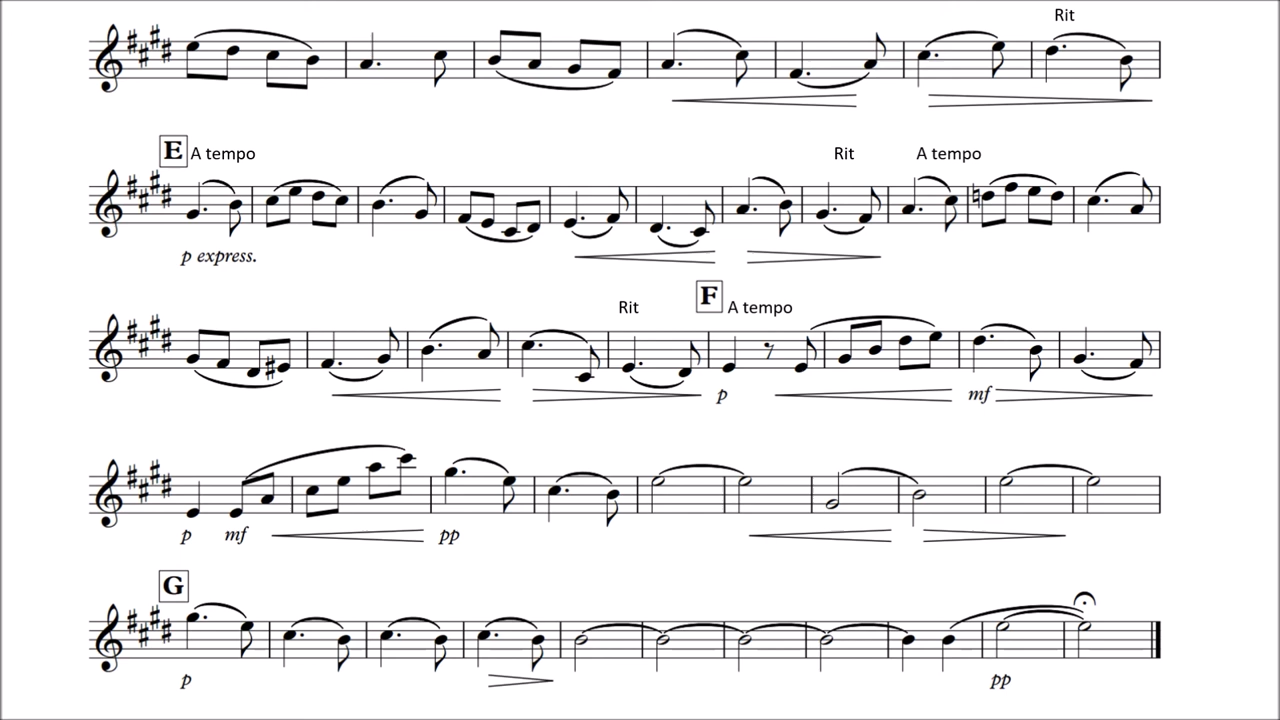 Rit
E A tempo Rit A tempo
p express.
Rit F A tempo
p mf
p mf pp
G
p pp